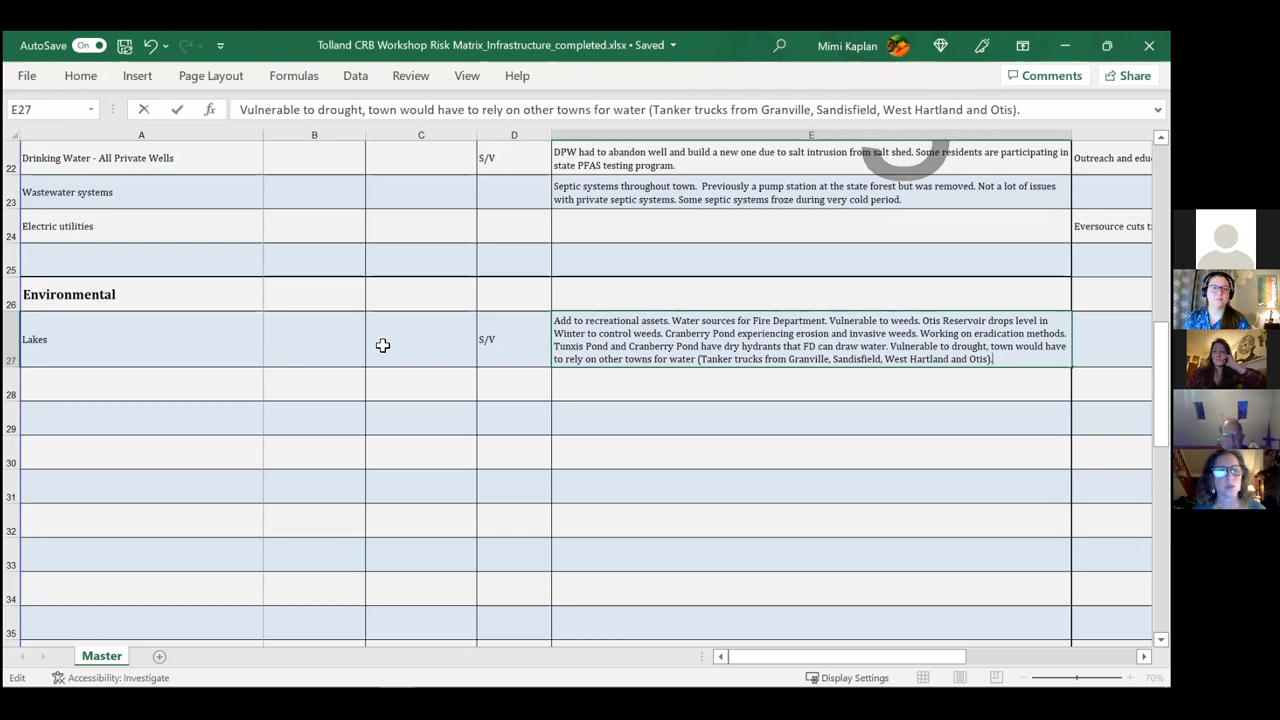 AutoSave On Tolland CRB Workshop Risk Matrix_Infrastructure_completed.xlsx • Saved Mimi Kaplan
File Home Insert Page Layout Formulas Data Review View Help Comments Share
E27 fx Vulnerable to drought, town would have to rely on other towns for water (Tanker trucks from Granville, Sandisfield, West Hartland and Otis).
A B C D E
22 Drinking Water - All Private Wells S/V DPW had to abandon well and build a new one due to salt intrusion from salt shed. Some residents are participating in
state PFAS testing program. Outreach and edu
23 Wastewater systems Septic systems throughout town. Previously a pump station at the state forest but was removed. Not a lot of issues
with private septic systems. Some septic systems froze during very cold period.
24 Electric utilities Eversource cuts t
25
26 Environmental
27 Lakes S/V Add to recreational assets. Water sources for Fire Department. Vulnerable to weeds. Otis Reservoir drops level in
Winter to control weeds. Cranberry Pond experiencing erosion and invasive weeds. Working on eradication methods.
Tunxis Pond and Cranberry Pond have dry hydrants that FD can draw water. Vulnerable to drought, town would have
to rely on other towns for water (Tanker trucks from Granville, Sandisfield, West Hartland and Otis).
28
29
30
31
32
33
34
35
Master
Edit Accessibility: Investigate Display Settings 70%